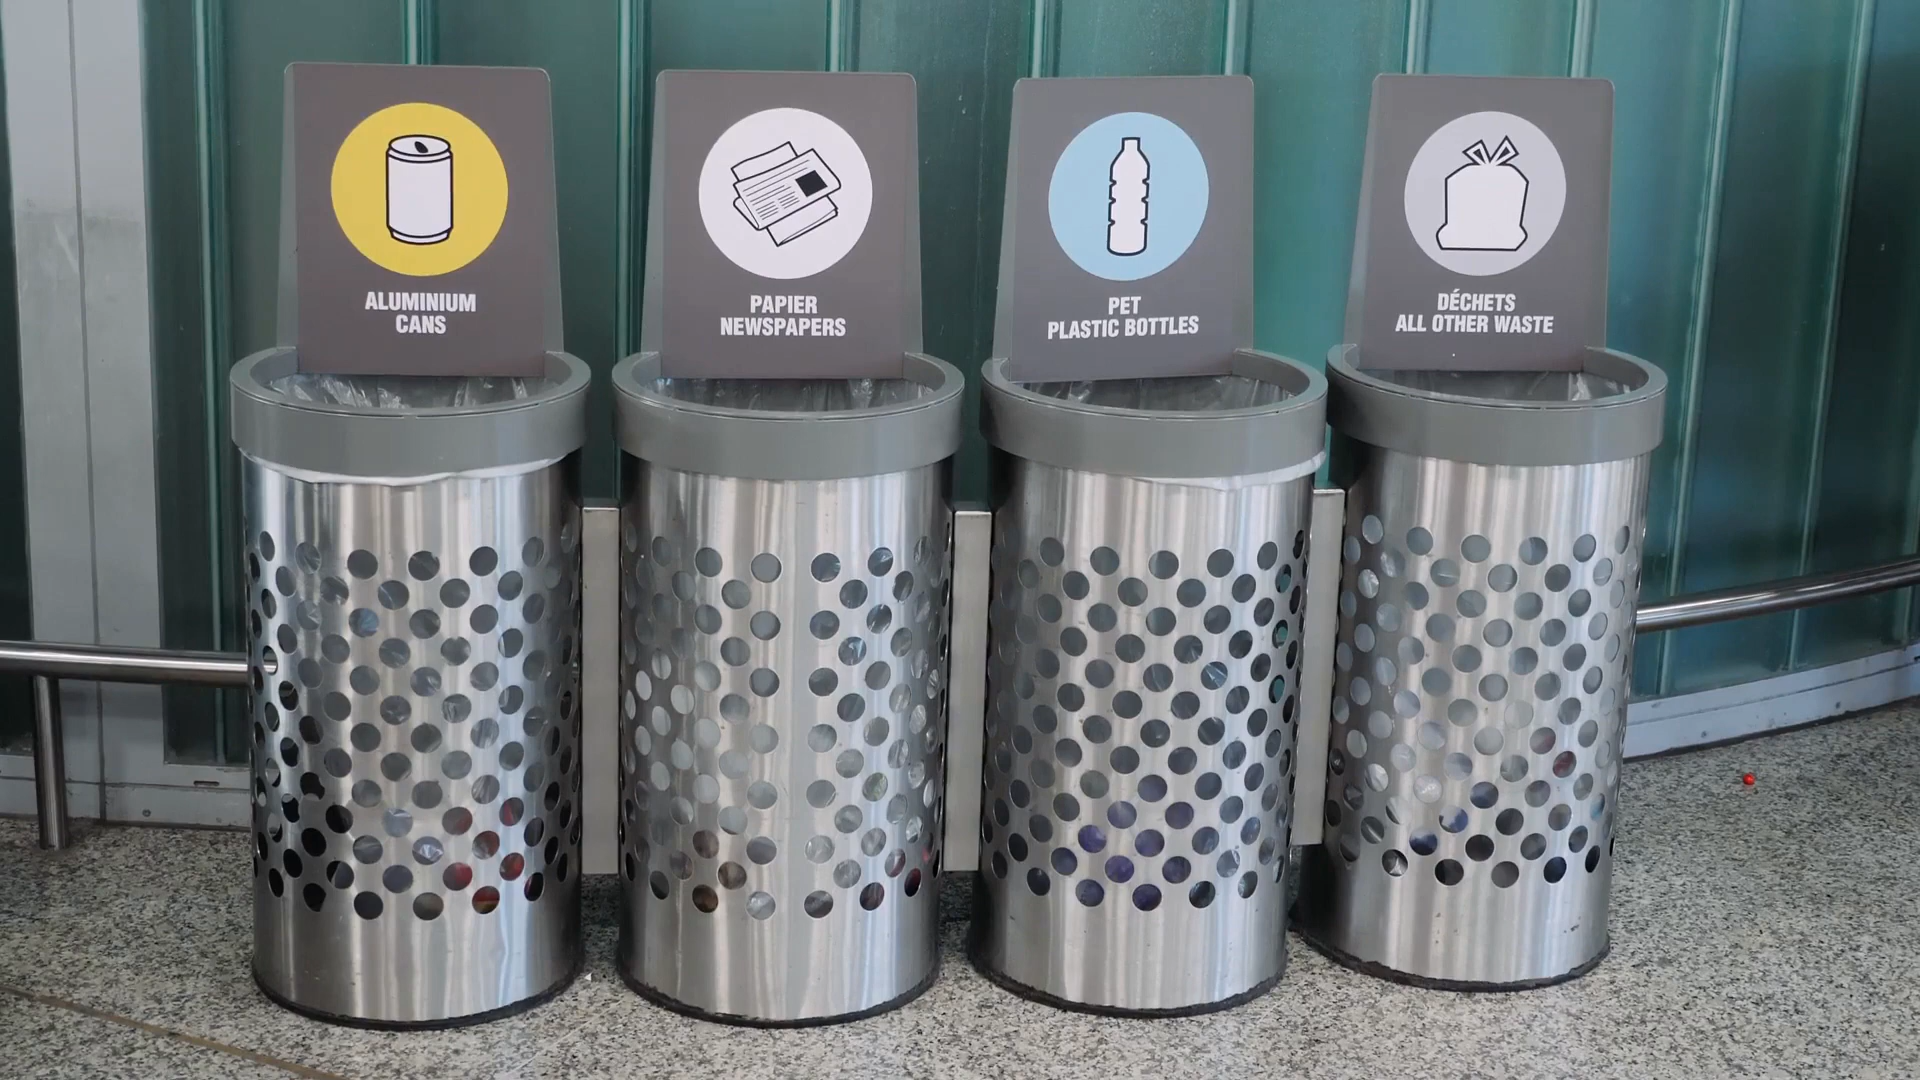 ALUMINIUM
CANS
PAPIER
NEWSPAPERS
PET
PLASTIC BOTTLES
DÉCHETS
ALL OTHER WASTE